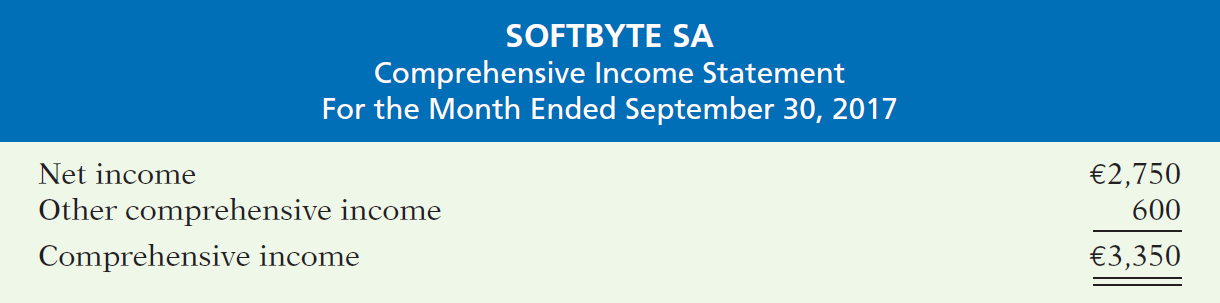 SOFTBYTE SA
Comprehensive Income Statement
For the Month Ended September 30, 2017
Net income €2,750
Other comprehensive income 600
Comprehensive income €3,350